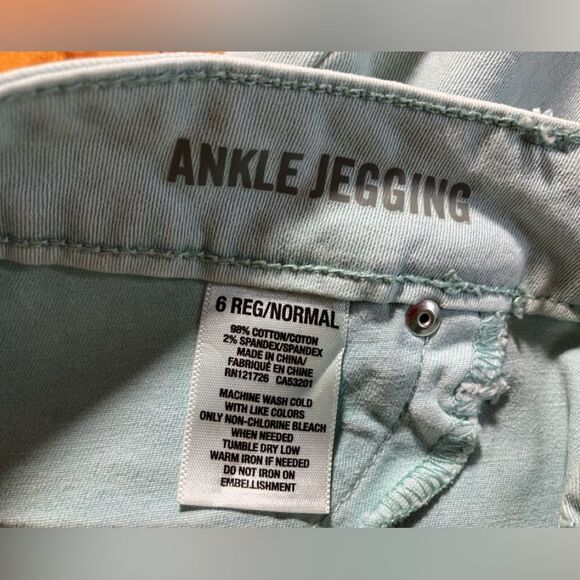 ANKLE JEGGING
6 REG/NORMAL
98% COTTON/COTON
2% SPANDEX/SPANDEX
MADE IN CHINA/
FABRIQUÉ EN CHINE
RN121726 CA53201
MACHINE WASH COLD
WITH LIKE COLORS
ONLY NON-CHLORINE BLEACH
WHEN NEEDED
TUMBLE DRY LOW
WARM IRON IF NEEDED
DO NOT IRON ON
EMBELLISHMENT